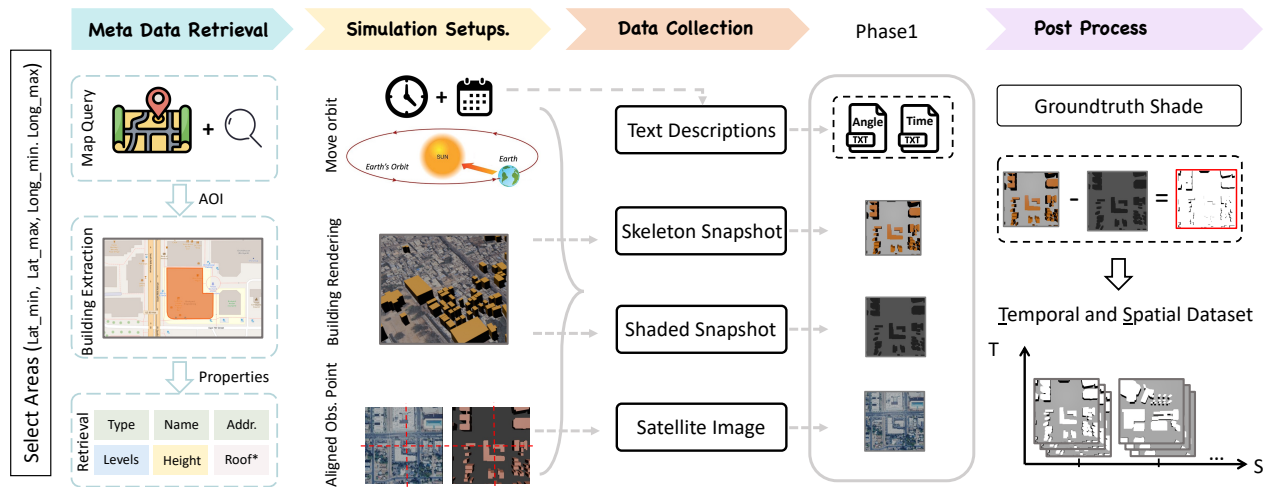 Select Areas (Lat_min, Lat_max, Long_min. Long_max)
Meta Data Retrieval
Map Query
+
AOI
Building Extraction
Properties
Retrieval
Type
Name
Addr.
Levels
Height
Roof*
Simulation Setups.
Move orbit
+
SUN
Earth's Orbit
Earth
Building Rendering
Aligned Obs. Point
Data Collection
Text Descriptions
Skeleton Snapshot
Shaded Snapshot
Satellite Image
Phase1
Angle
TXT
Time
TXT
Post Process
Groundtruth Shade
- =
Temporal and Spatial Dataset
T
...
S